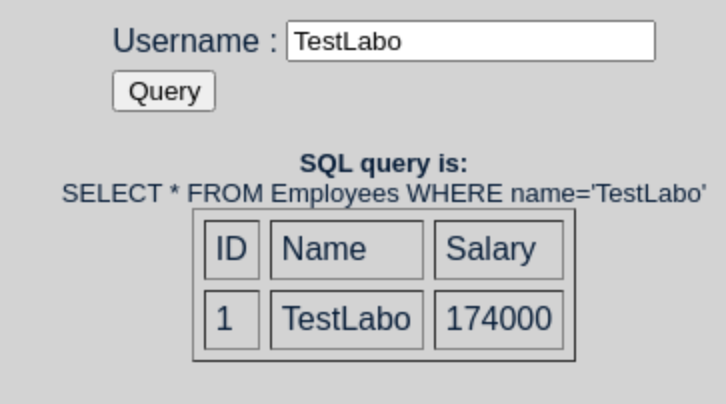 Username : TestLabo
Query
SQL query is:
SELECT * FROM Employees WHERE name='TestLabo'
ID Name Salary
1 TestLabo 174000